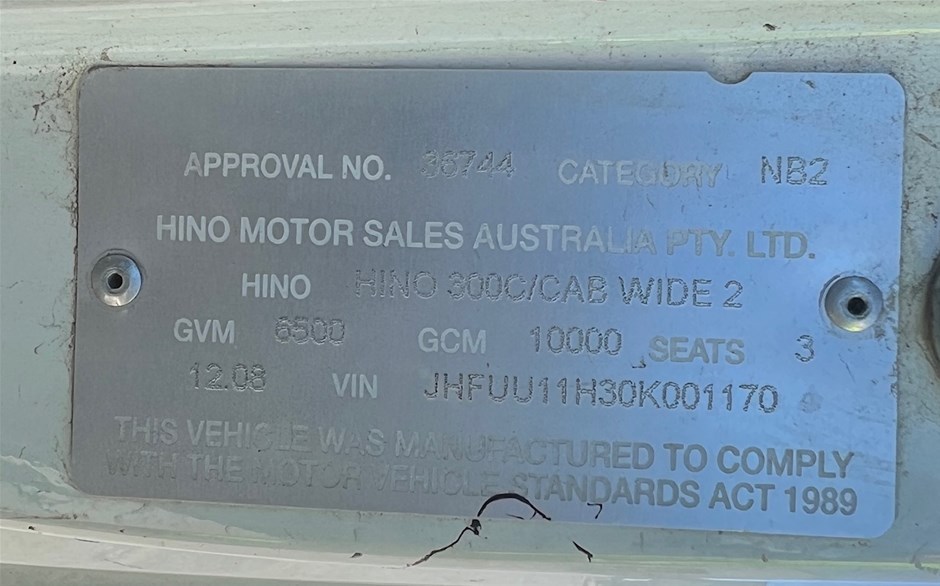 APPROVAL NO. 36744 CATEGORY NB2
HINO MOTOR SALES AUSTRALIA PTY. LTD.
HINO HINO 300C/CAB WIDE 2
GVM 6500 GCM 10000 SEATS 3
12.08 VIN JHFUU11H30K001170
THIS VEHICLE WAS MANUFACTURED TO COMPLY
WITH THE MOTOR VEHICLE STANDARDS ACT 1989